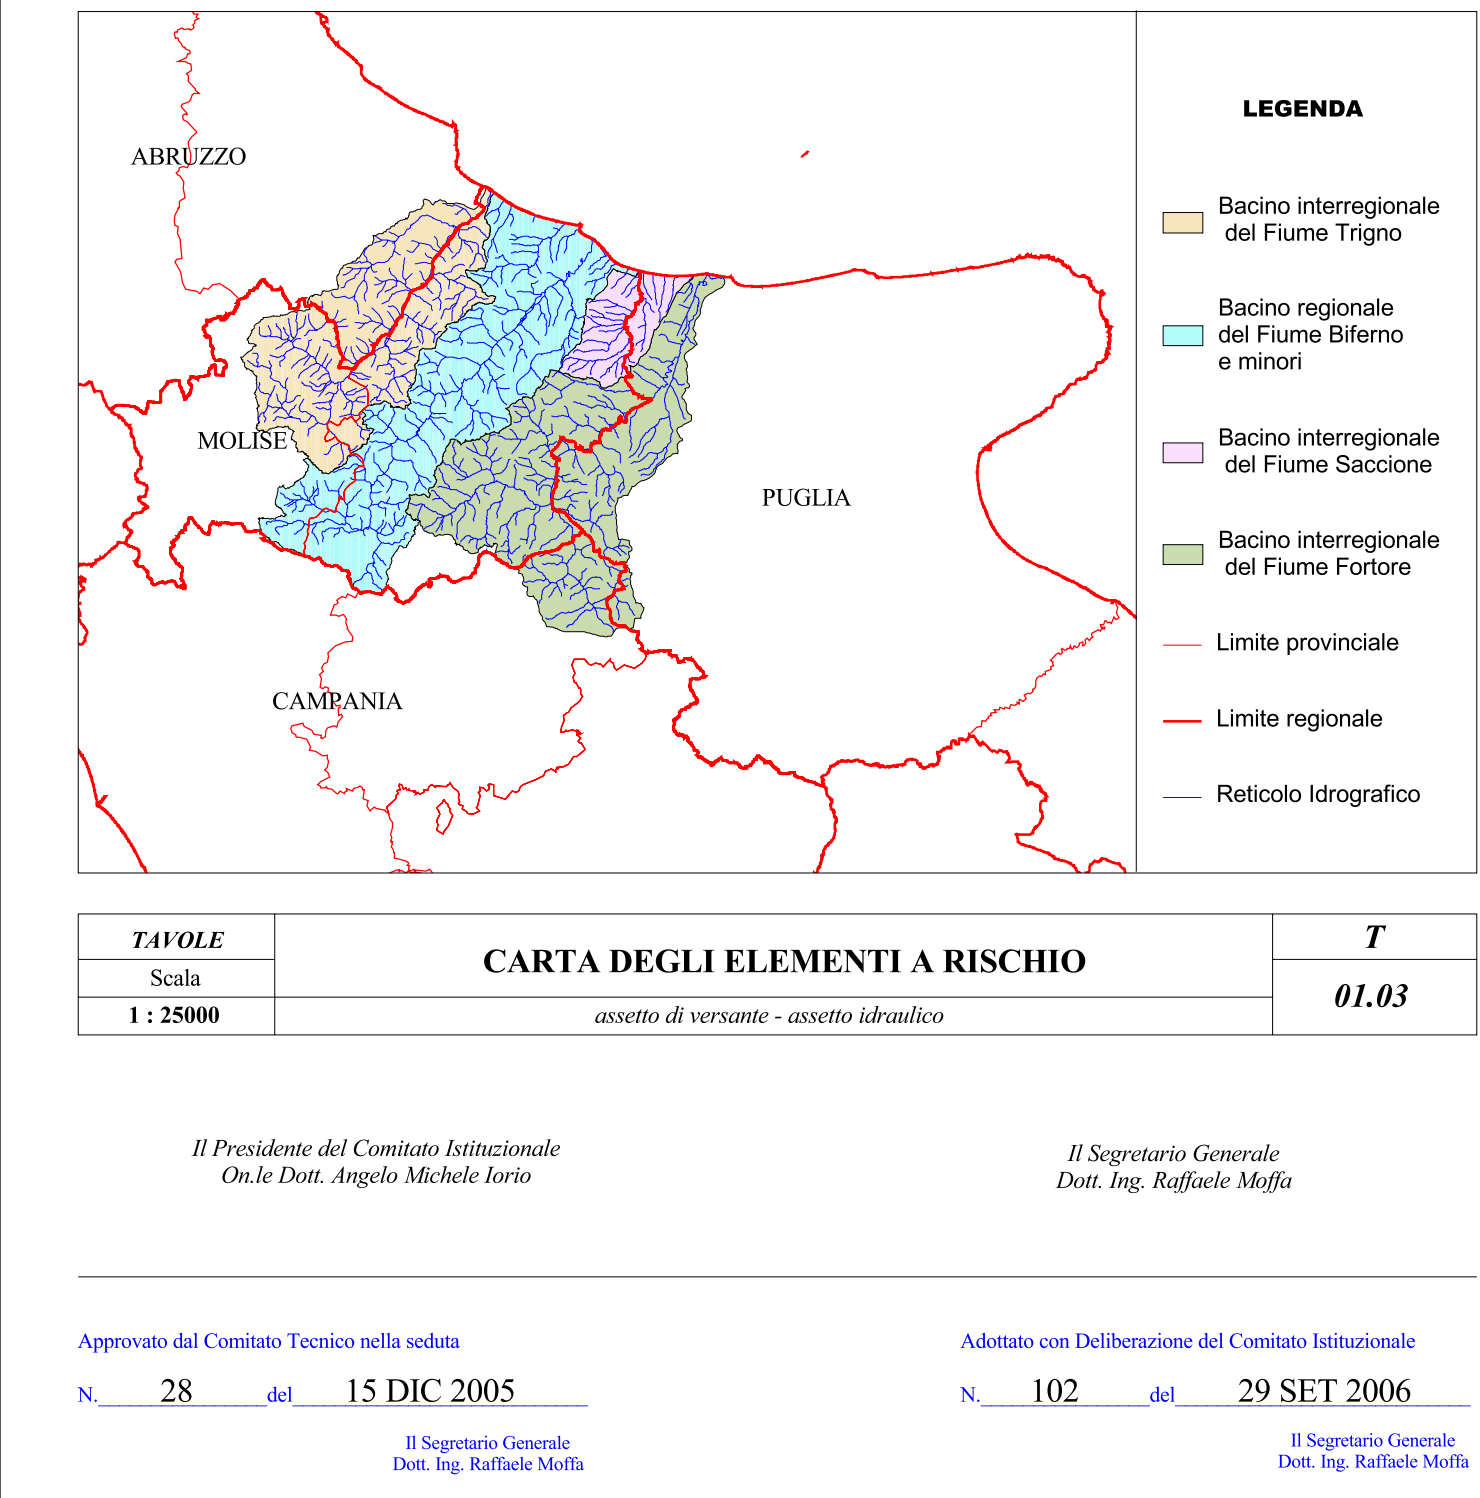 ABRUZZO
MOLISE
PUGLIA
CAMPANIA
LEGENDA
Bacino interregionale
del Fiume Trigno
Bacino regionale
del Fiume Biferno
e minori
Bacino interregionale
del Fiume Saccione
Bacino interregionale
del Fiume Fortore
Limite provinciale
Limite regionale
Reticolo Idrografico
TAVOLE
Scala
1 : 25000
CARTA DEGLI ELEMENTI A RISCHIO
assetto di versante - assetto idraulico
T
01.03
Il Presidente del Comitato Istituzionale
On.le Dott. Angelo Michele Iorio
Il Segretario Generale
Dott. Ing. Raffaele Moffa
Approvato dal Comitato Tecnico nella seduta
N. 28 del 15 DIC 2005
Il Segretario Generale
Dott. Ing. Raffaele Moffa
Adottato con Deliberazione del Comitato Istituzionale
N. 102 del 29 SET 2006
Il Segretario Generale
Dott. Ing. Raffaele Moffa